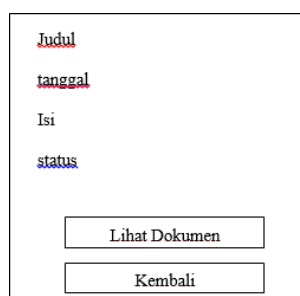 Judul
tanggal
Isi
status
Lihat Dokumen
Kembali